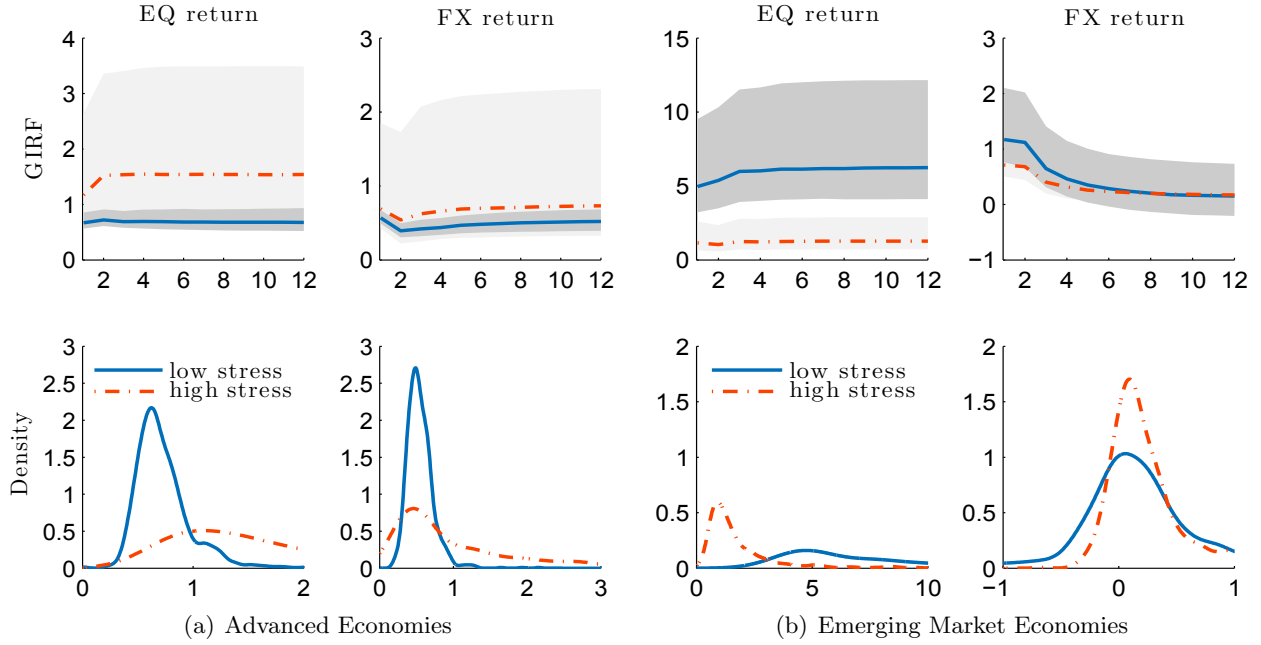 EQ return
FX return
EQ return
FX return
GIRF
4
3
2
1
0
2 4 6 8 10 12
3
2
1
0
2 4 6 8 10 12
15
10
5
0
2 4 6 8 10 12
3
2
1
0
−1
2 4 6 8 10 12
Density
3
2.5
2
1.5
1
0.5
0
0 1 2
low stress
high stress
3
2.5
2
1.5
1
0.5
0
0 1 2 3
2
1.5
1
0.5
0
0 5 10
low stress
high stress
2
1.5
1
0.5
0
−1 0 1
(a) Advanced Economies
(b) Emerging Market Economies